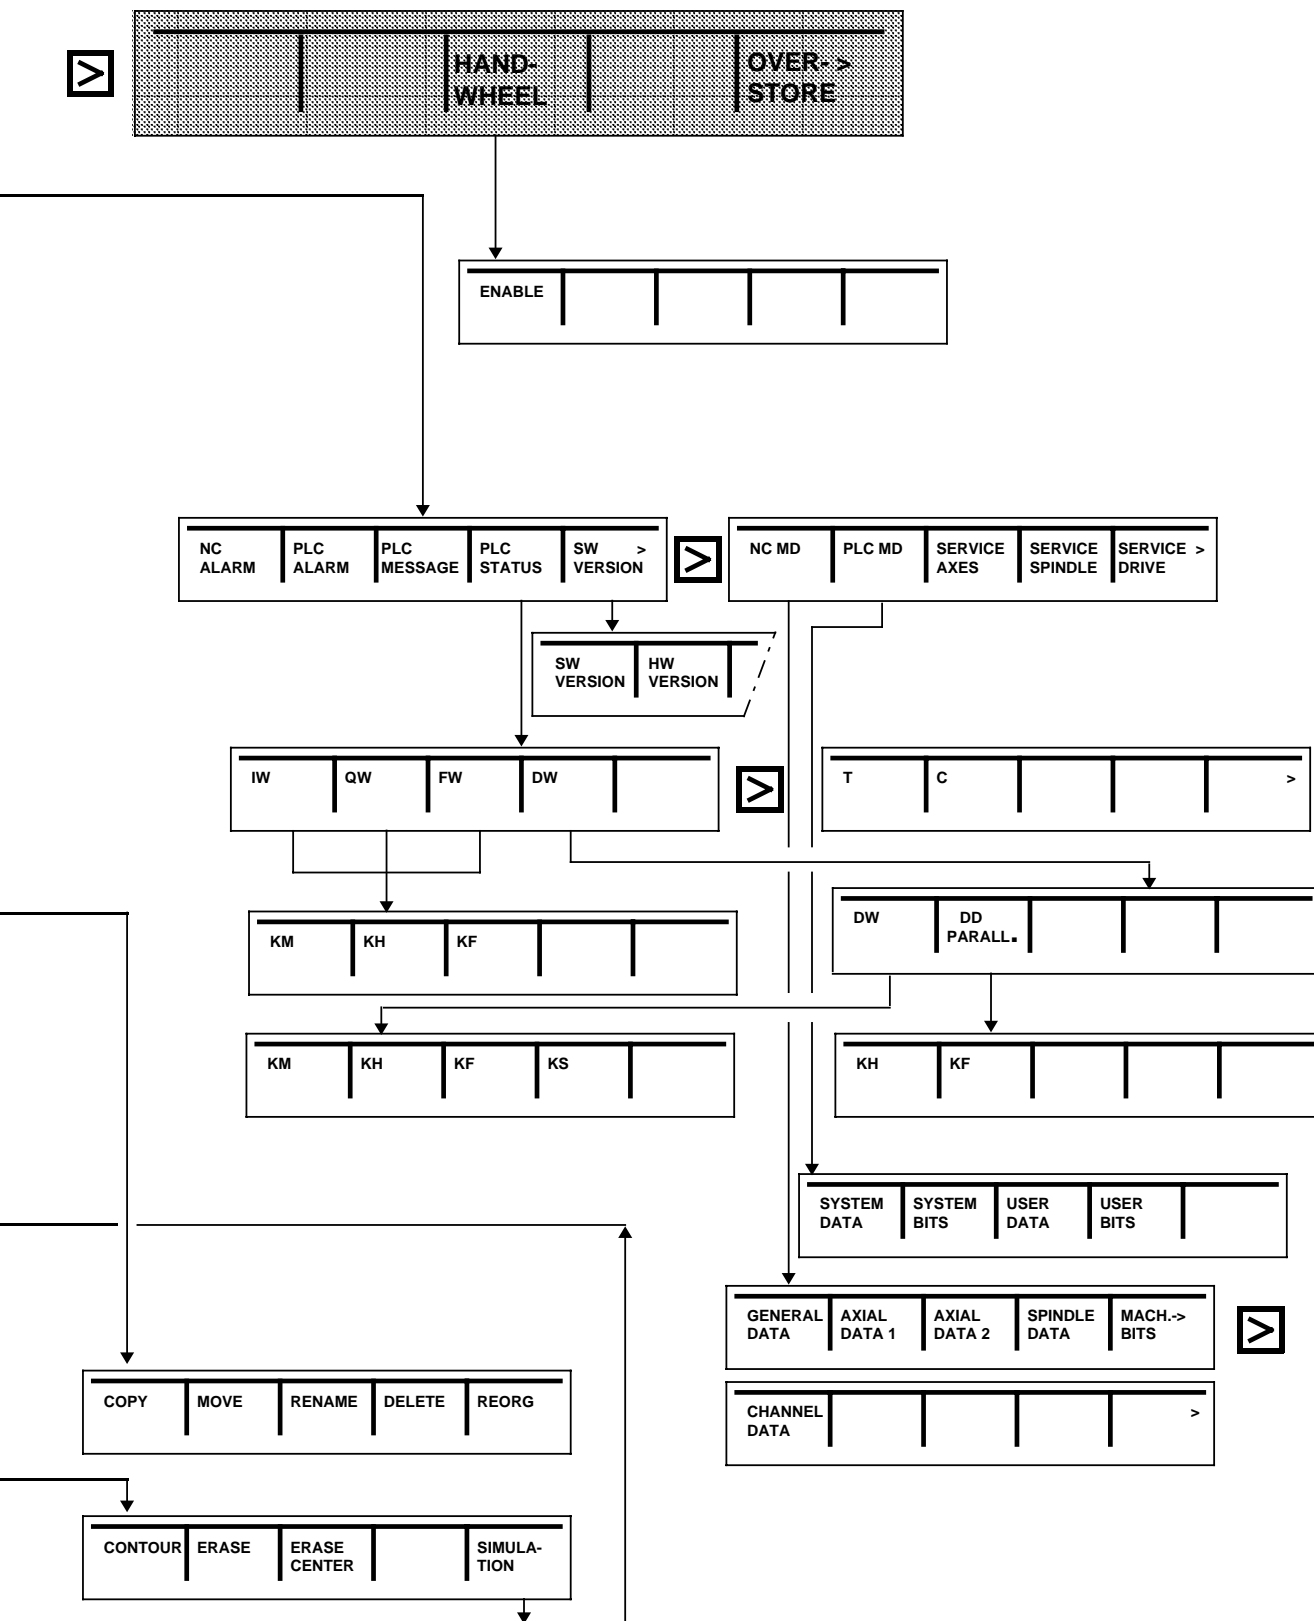 >
HAND-
WHEEL
OVER- >
STORE
ENABLE
NC
ALARM
PLC
ALARM
PLC
MESSAGE
PLC
STATUS
SW >
VERSION
>
NC MD
PLC MD
SERVICE
AXES
SERVICE
SPINDLE
SERVICE >
DRIVE
SW
VERSION
HW
VERSION
IW
QW
FW
DW
>
T
C
>
DW
DD
PARALL.
KM
KH
KF
KM
KH
KF
KS
KH
KF
SYSTEM
DATA
SYSTEM
BITS
USER
DATA
USER
BITS
GENERAL
DATA
AXIAL
DATA 1
AXIAL
DATA 2
SPINDLE
DATA
MACH.->
BITS
>
CHANNEL
DATA
>
COPY
MOVE
RENAME
DELETE
REORG
CONTOUR
ERASE
ERASE
CENTER
SIMULA-
TION